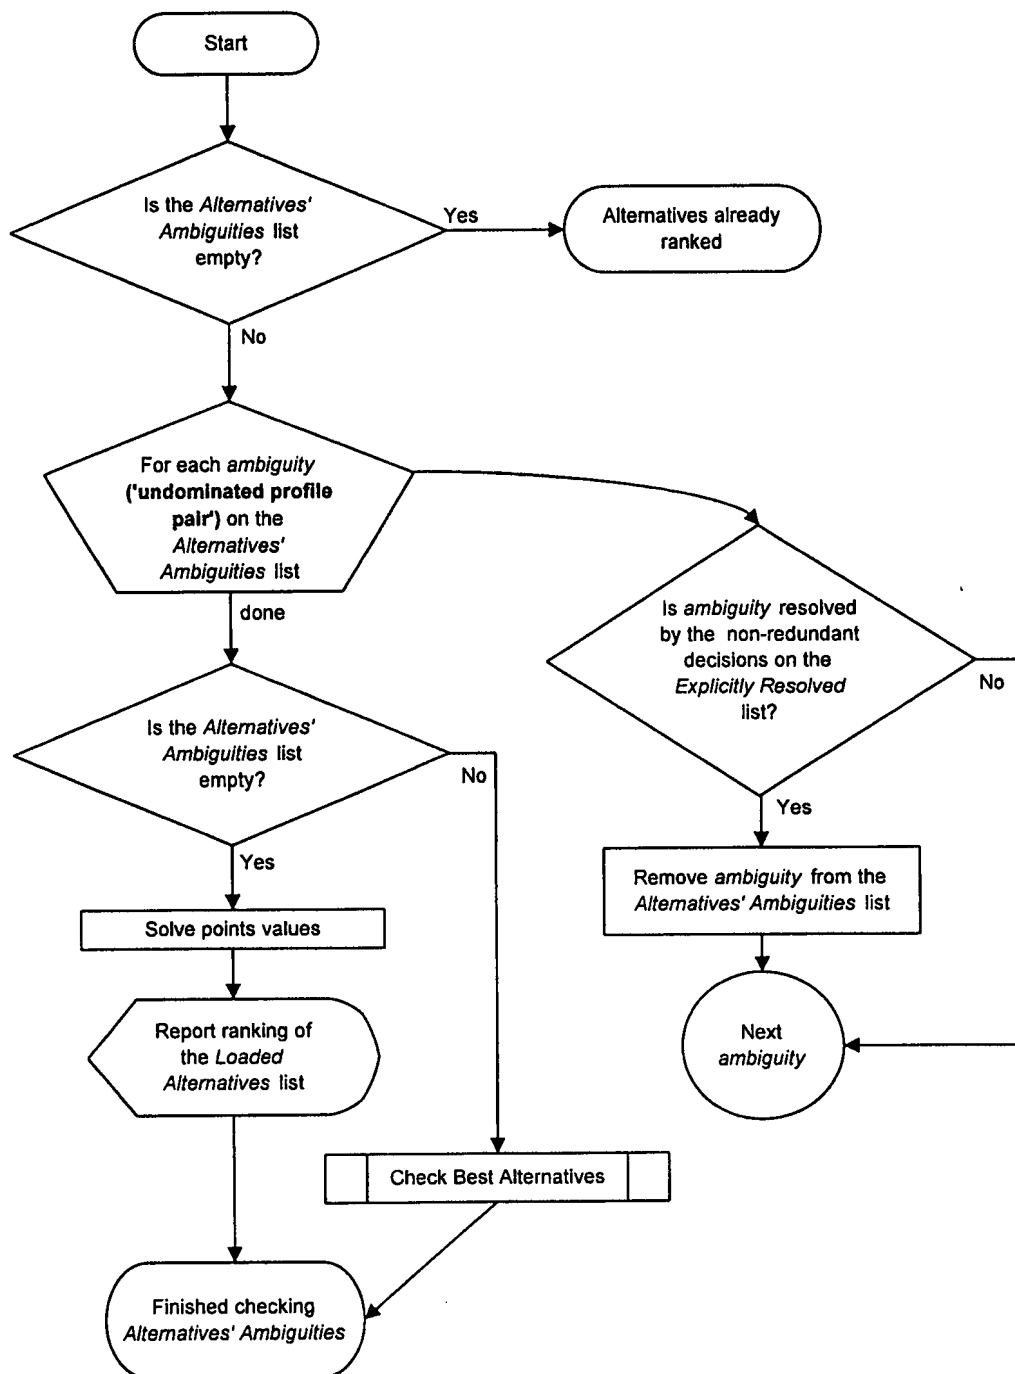 Start
Is the Alternatives'
Ambiguities list
empty?
Yes
Alternatives already
ranked
No
For each ambiguity
('undominated profile
pair') on the
Alternatives'
Ambiguities list
done
Is ambiguity resolved
by the non-redundant
decisions on the
Explicitly Resolved
list?
No
Yes
Is the Alternatives'
Ambiguities list
empty?
No
Yes
Remove ambiguity from the
Alternatives' Ambiguities list
Solve points values
Next
ambiguity
Report ranking of
the Loaded
Alternatives list
Check Best Alternatives
Finished checking
Alternatives' Ambiguities